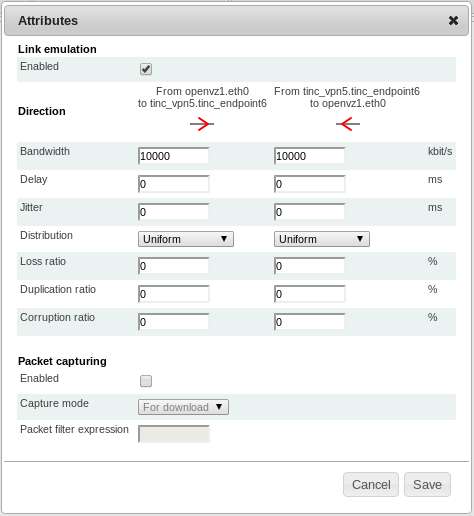 Attributes
Link emulation
Enabled
Direction
From openvz1.eth0
to tinc_vpn5.tinc_endpoint6
From tinc_vpn5.tinc_endpoint6
to openvz1.eth0
Bandwidth 10000 10000 kbit/s
Delay 0 0 ms
Jitter 0 0 ms
Distribution Uniform Uniform
Loss ratio 0 0 %
Duplication ratio 0 0 %
Corruption ratio 0 0 %
Packet capturing
Enabled
Capture mode For download
Packet filter expression
Cancel Save